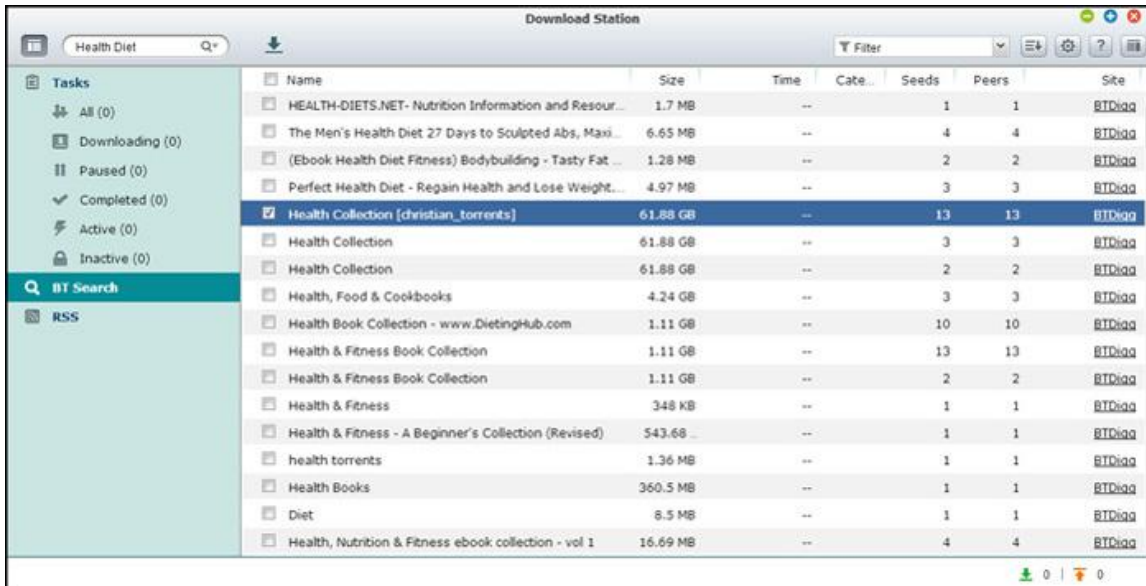 Download Station
Health Diet
Filter
Tasks
All (0)
Downloading (0)
Paused (0)
Completed (0)
Active (0)
Inactive (0)
BT Search
RSS
Name Size Time Cate... Seeds Peers Site
HEALTH-DIETS.NET- Nutrition Information and Resour... 1.7 MB -- 1 1 BTDigg
The Men's Health Diet 27 Days to Sculpted Abs, Maxi... 6.65 MB -- 4 4 BTDigg
(Ebook Health Diet Fitness) Bodybuilding - Tasty Fat ... 1.28 MB -- 2 2 BTDigg
Perfect Health Diet - Regain Health and Lose Weight... 4.97 MB -- 3 3 BTDigg
Health Collection [christian_torrents] 61.88 GB -- 13 13 BTDigg
Health Collection 61.88 GB -- 3 3 BTDigg
Health Collection 61.88 GB -- 2 2 BTDigg
Health, Food & Cookbooks 4.24 GB -- 3 3 BTDigg
Health Book Collection - www.DietingHub.com 1.11 GB -- 10 10 BTDigg
Health & Fitness Book Collection 1.11 GB -- 13 13 BTDigg
Health & Fitness Book Collection 1.11 GB -- 2 2 BTDigg
Health & Fitness 348 KB -- 1 1 BTDigg
Health & Fitness - A Beginner's Collection (Revised) 543.68 ... -- 1 1 BTDigg
health torrents 1.36 MB -- 1 1 BTDigg
Health Books 360.5 MB -- 1 1 BTDigg
Diet 8.5 MB -- 1 1 BTDigg
Health, Nutrition & Fitness ebook collection - vol 1 16.69 MB -- 4 4 BTDigg
0 | 0